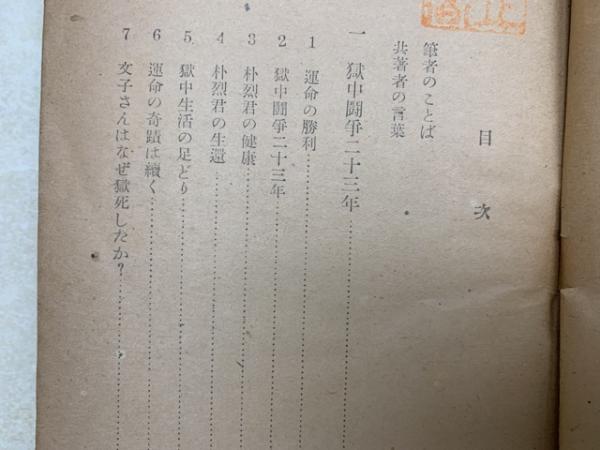 目次
筆者のことば
共著者の言葉
一 獄中闘争二十三年
1 運命の勝利
2 獄中闘爭二十三年
3 朴烈君の健康
4 朴烈君の生還
5 獄中生活の足どり
6 運命の奇蹟は續く
7 文子さんはなぜ獄死したか?